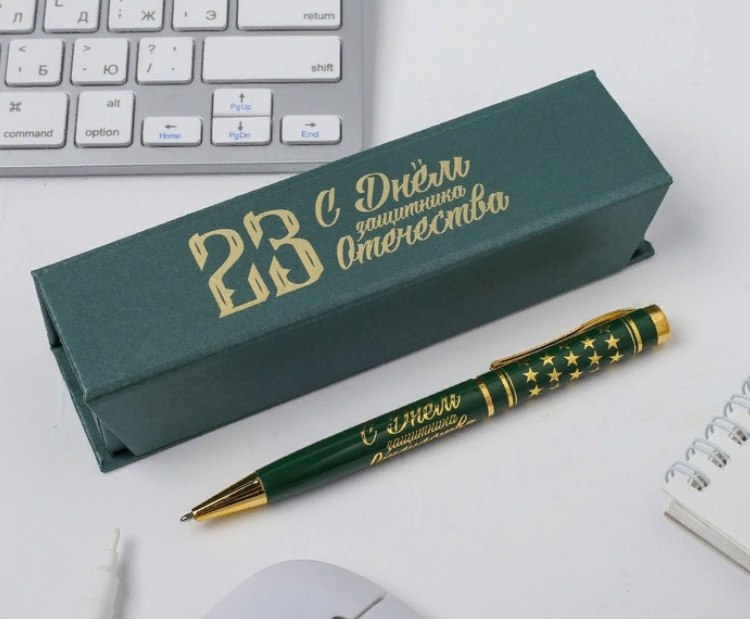 Л
Д
Ж
Э
return
<
Б
>
Ю
?
/
,
.
shift
⌘
command
alt
option
Home
PgUp
PgDn
End
23
С Днём
защитника
Отечества
С Днём
защитника